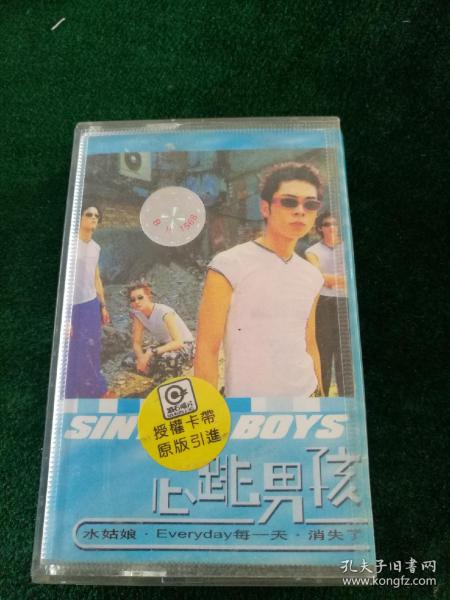 SIN BOYS
授權卡帶
原版引進
心跳男孩
水姑娘·Everyday每一天·消失了
孔夫子旧书网
www.kongfz.com